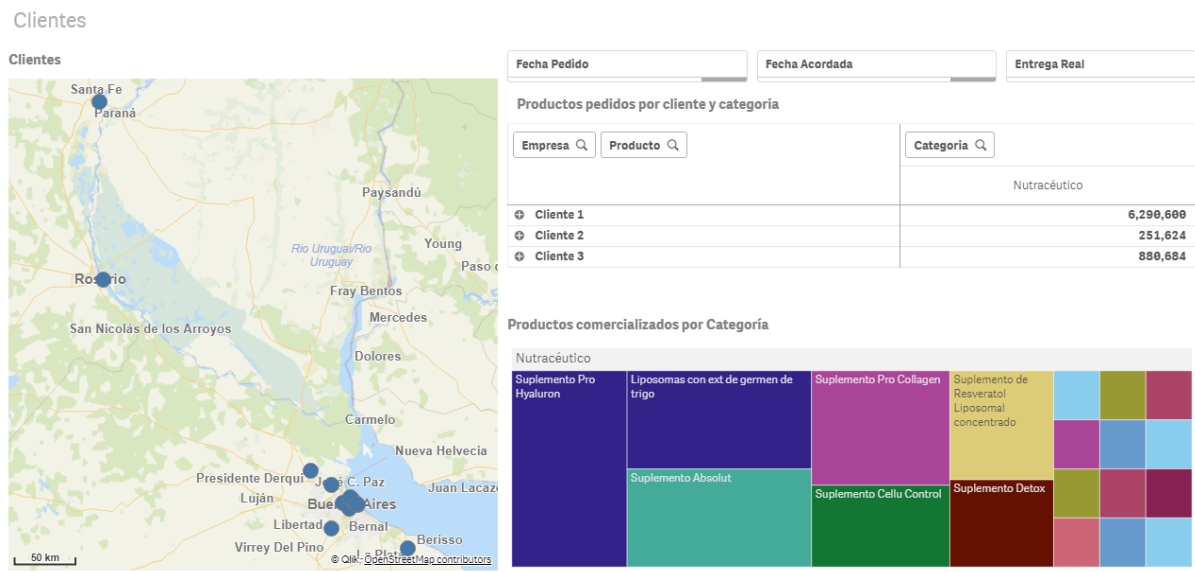 Clientes
Clientes
Santa Fe
Paraná
Paysandú
Rio Uruguai/Rio
Uruguay
Young
Paso d
Rosario
Fray Bentos
Mercedes
San Nicolás de los Arroyos
Dolores
Carmelo
Nueva Helvecia
Presidente Derqui
José C. Paz
Juan Lacaze
Luján
Buenos Aires
Libertad
Bernal
Virrey Del Pino
Berisso
La Plata
50 km
© Qlik, OpenStreetMap contributors
Fecha Pedido
Fecha Acordada
Entrega Real
Productos pedidos por cliente y categoria
Empresa
Producto
Categoria
Nutracéutico
Cliente 1
6,290,600
Cliente 2
251,624
Cliente 3
880,684
Productos comercializados por Categoría
Nutracéutico
Suplemento Pro
Hyaluron
Liposomas con ext de germen de
trigo
Suplemento Absolut
Suplemento Pro Collagen
Suplemento Cellu Control
Suplemento de
Resveratol
Liposomal
concentrado
Suplemento Detox